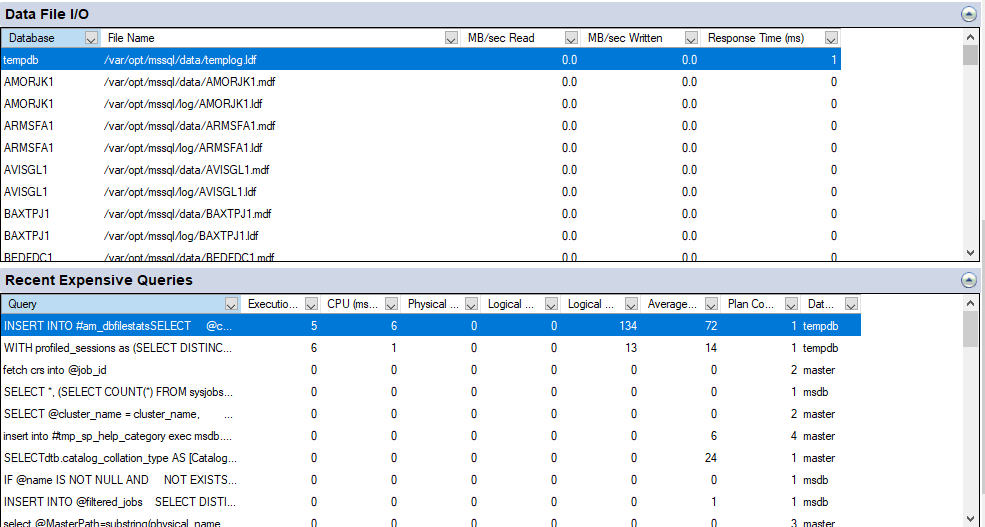 Data File I/O
Database File Name MB/sec Read MB/sec Written Response Time (ms)
tempdb /var/opt/mssql/data/templog.ldf 0.0 0.0 1
AMORJK1 /var/opt/mssql/data/AMORJK1.mdf 0.0 0.0 0
AMORJK1 /var/opt/mssql/log/AMORJK1.ldf 0.0 0.0 0
ARMSFA1 /var/opt/mssql/data/ARMSFA1.mdf 0.0 0.0 0
ARMSFA1 /var/opt/mssql/log/ARMSFA1.ldf 0.0 0.0 0
AVISGL1 /var/opt/mssql/data/AVISGL1.mdf 0.0 0.0 0
AVISGL1 /var/opt/mssql/log/AVISGL1.ldf 0.0 0.0 0
BAXTPJ1 /var/opt/mssql/data/BAXTPJ1.mdf 0.0 0.0 0
BAXTPJ1 /var/opt/mssql/log/BAXTPJ1.ldf 0.0 0.0 0
BEDFDC1 /var/opt/mssql/data/BEDFDC1.mdf 0.0 0.0 0
Recent Expensive Queries
Query Executio... CPU (ms... Physical ... Logical ... Logical ... Average... Plan Co... Dat...
INSERT INTO #am_dbfilestatsSELECT @c... 5 6 0 0 134 72 1 tempdb
WITH profiled_sessions as (SELECT DISTINC... 6 1 0 0 13 14 1 tempdb
fetch crs into @job_id 0 0 0 0 0 0 2 master
SELECT *, (SELECT COUNT(*) FROM sysjobs... 0 0 0 0 0 0 1 msdb
SELECT @cluster_name = cluster_name, ... 0 0 0 0 0 0 2 master
insert into #tmp_sp_help_category exec msdb.... 0 0 0 0 0 6 4 master
SELECTdtb.catalog_collation_type AS [Catalog... 0 0 0 0 0 24 1 master
IF @name IS NOT NULL AND NOT EXISTS... 0 0 0 0 0 0 1 msdb
INSERT INTO @filtered_jobs SELECT DISTI... 0 0 0 0 0 1 1 msdb
select @MasterPath=substring(physical_name, 0 0 0 0 0 0 3 master